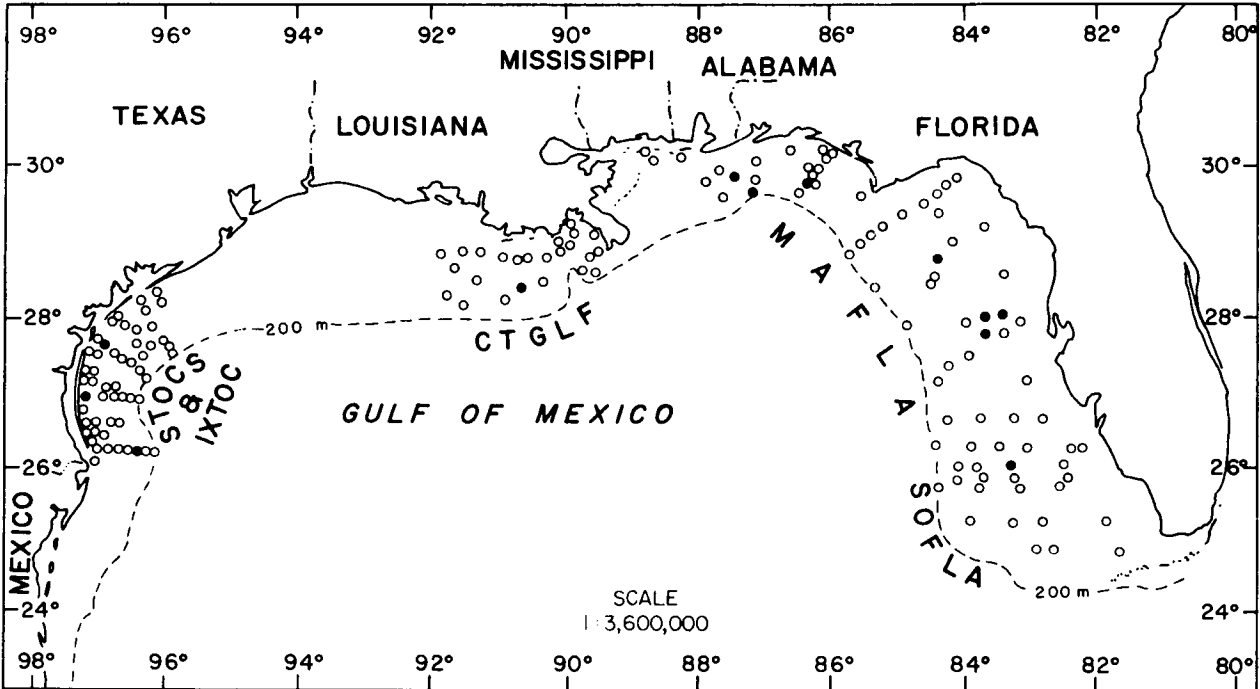 98° 96° 94° 92° 90° 88° 86° 84° 82° 80°
MISSISSIPPI
ALABAMA
TEXAS
LOUISIANA
FLORIDA
30° 30°
MAFLA
28° 28°
200 m
CTGLF
STOCS
&
IXTOC
GULF OF MEXICO
26° 26°
SOFLA
MEXICO
200 m
24° 24°
SCALE
1:3,600,000
98° 96° 94° 92° 90° 88° 86° 84° 82° 80°